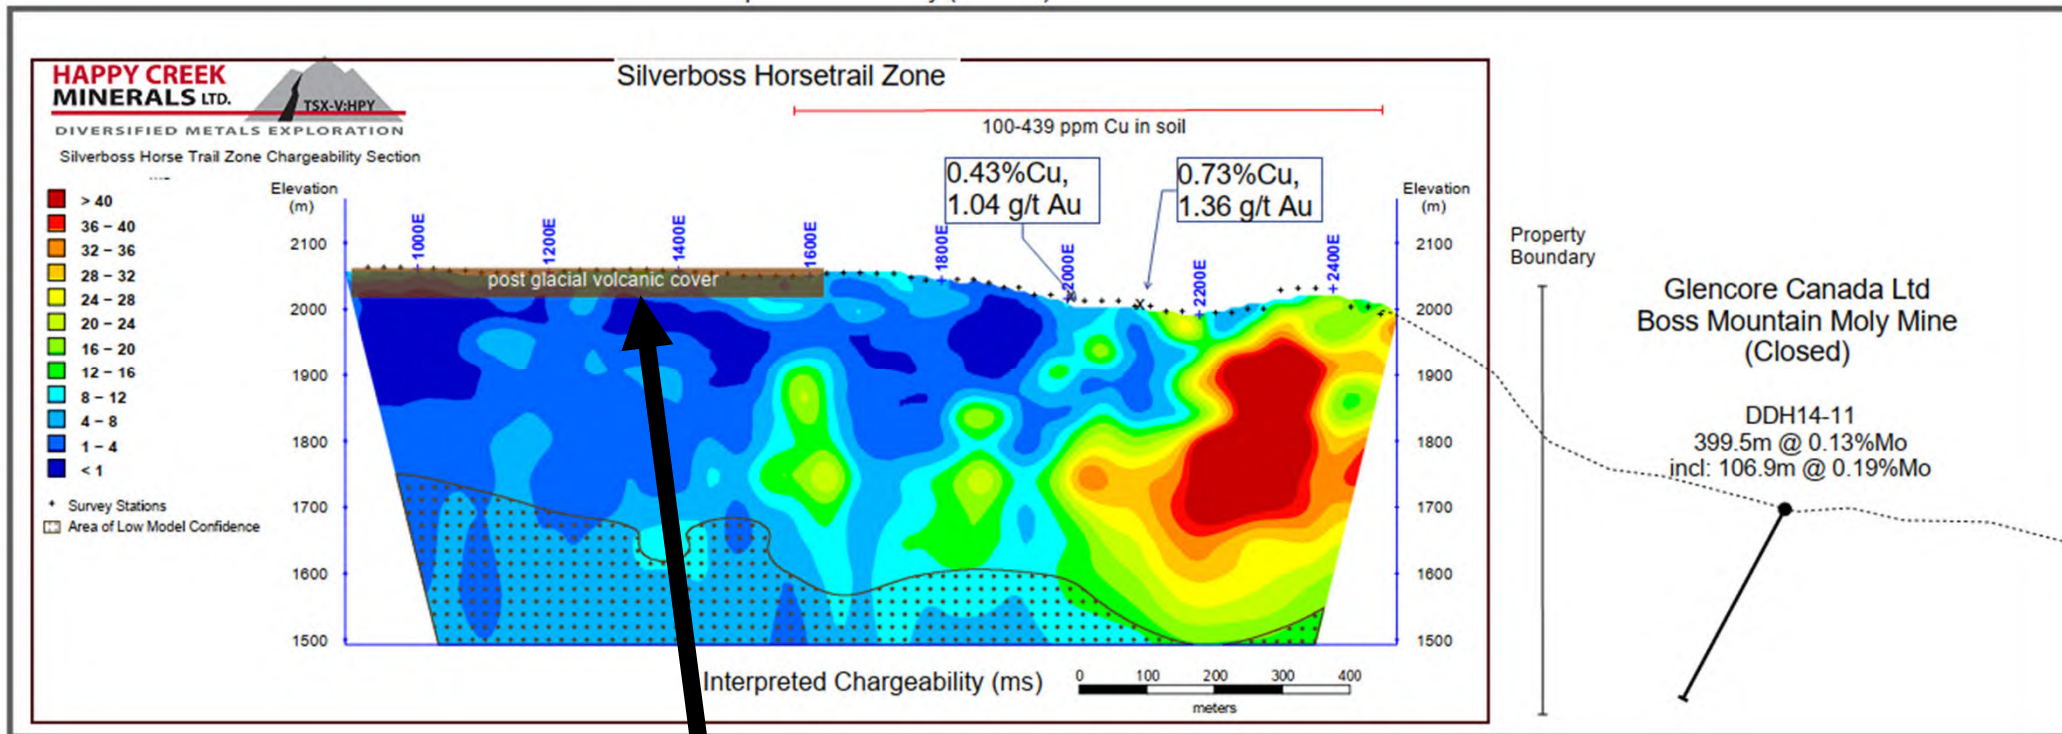 Silverboss Horsetrail Zone
HAPPY CREEK
MINERALS LTD.
TSX-V:HPY
DIVERSIFIED METALS EXPLORATION
Silverboss Horse Trail Zone Chargeability Section
> 40
36 – 40
32 – 36
28 – 32
24 – 28
20 – 24
16 – 20
12 – 16
8 – 12
4 – 8
1 – 4
< 1
+ Survey Stations
Area of Low Model Confidence
100-439 ppm Cu in soil
0.43%Cu,
1.04 g/t Au
0.73%Cu,
1.36 g/t Au
Elevation
(m)
2100
2000
1900
1800
1700
1600
1500
1000E
1200E
1400E
1600E
1800E
2000E
2200E
2400E
post glacial volcanic cover
Elevation
(m)
2100
2000
1900
1800
1700
1600
1500
Interpreted Chargeability (ms)
0 100 200 300 400
meters
Property
Boundary
Glencore Canada Ltd
Boss Mountain Moly Mine
(Closed)
DDH14-11
399.5m @ 0.13%Mo
incl: 106.9m @ 0.19%Mo